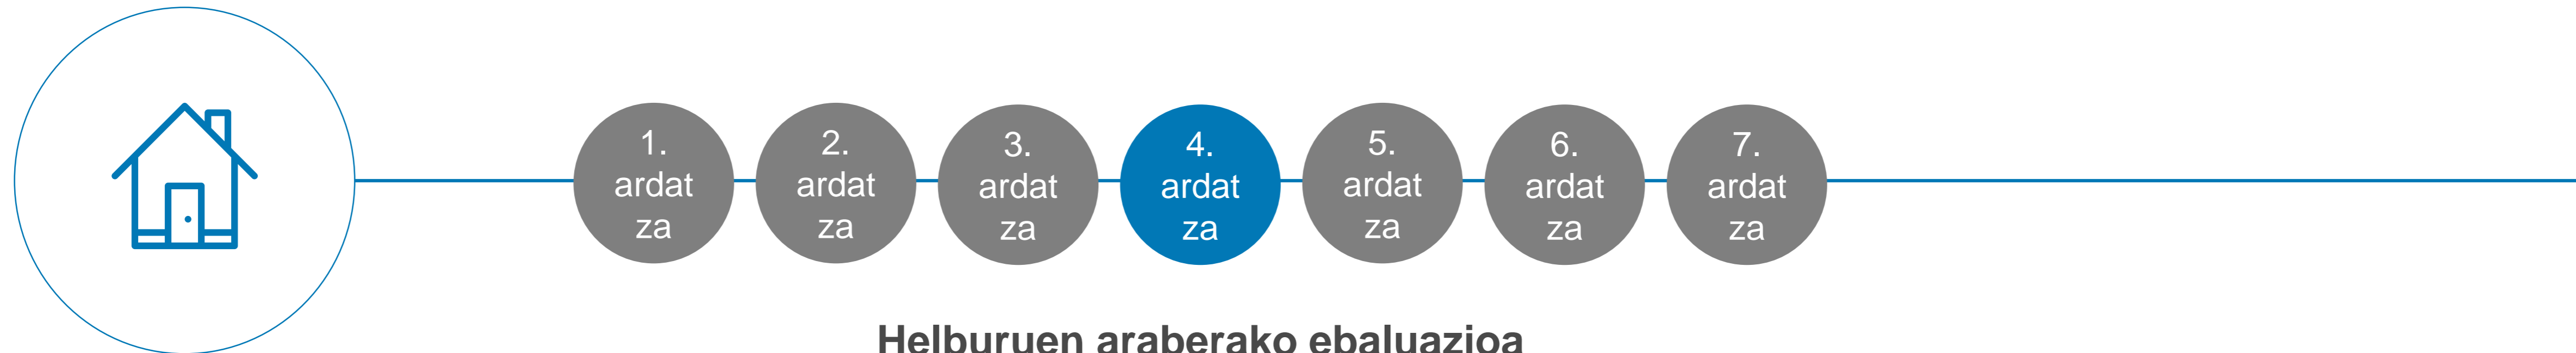 1.
ardat
za
2.
ardat
za
3.
ardat
za
4.
ardat
za
5.
ardat
za
6.
ardat
za
7.
ardat
za
Helburuen araberako ebaluazioa